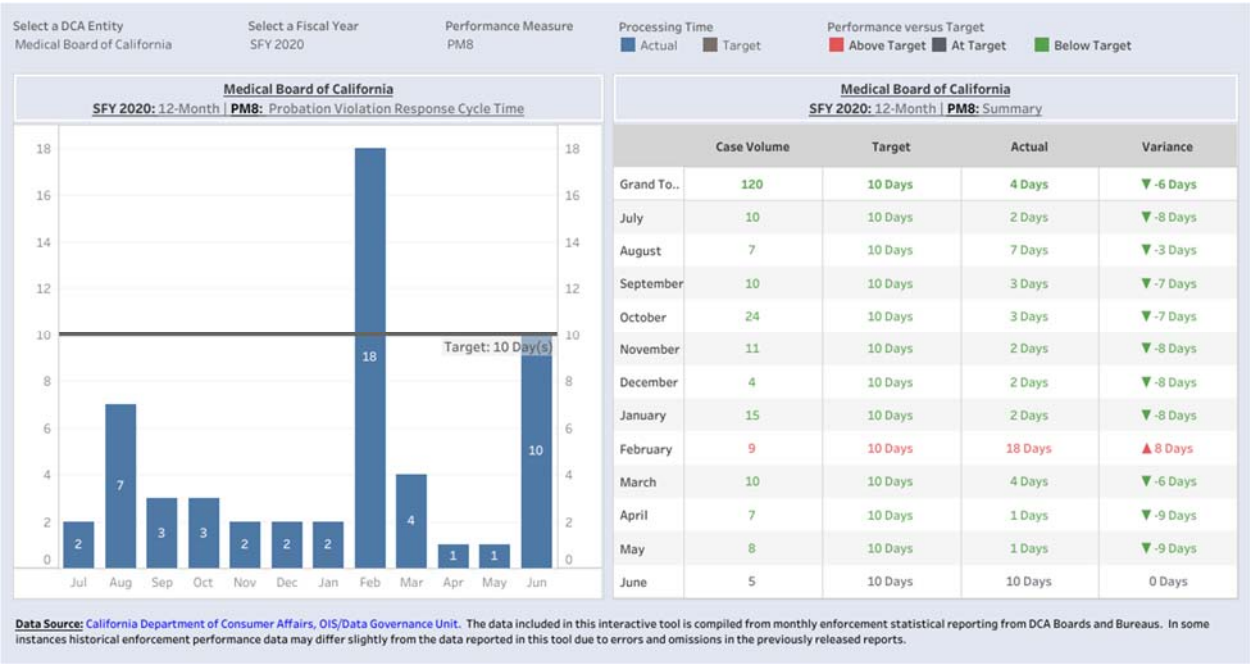 Select a DCA Entity
Medical Board of California
Select a Fiscal Year
SFY 2020
Performance Measure
PM8
Processing Time
Actual Target
Performance versus Target
Above Target At Target Below Target
Medical Board of California
SFY 2020: 12-Month | PM8: Probation Violation Response Cycle Time
18 18
16 16
14 14
12 12
10 10
8 8
6 6
4 4
2 2
0 0
Target: 10 Day(s)
2 7 3 3 2 2 2 18 4 1 1 10
Jul Aug Sep Oct Nov Dec Jan Feb Mar Apr May Jun
Medical Board of California
SFY 2020: 12-Month | PM8: Summary
Case Volume Target Actual Variance
Grand To.. 120 10 Days 4 Days ▼ -6 Days
July 10 10 Days 2 Days ▼ -8 Days
August 7 10 Days 7 Days ▼ -3 Days
September 10 10 Days 3 Days ▼ -7 Days
October 24 10 Days 3 Days ▼ -7 Days
November 11 10 Days 2 Days ▼ -8 Days
December 4 10 Days 2 Days ▼ -8 Days
January 15 10 Days 2 Days ▼ -8 Days
February 9 10 Days 18 Days ▲ 8 Days
March 10 10 Days 4 Days ▼ -6 Days
April 7 10 Days 1 Days ▼ -9 Days
May 8 10 Days 1 Days ▼ -9 Days
June 5 10 Days 10 Days 0 Days
Data Source: California Department of Consumer Affairs, OIS/Data Governance Unit. The data included in this interactive tool is compiled from monthly enforcement statistical reporting from DCA Boards and Bureaus. In some
instances historical enforcement performance data may differ slightly from the data reported in this tool due to errors and omissions in the previously released reports.